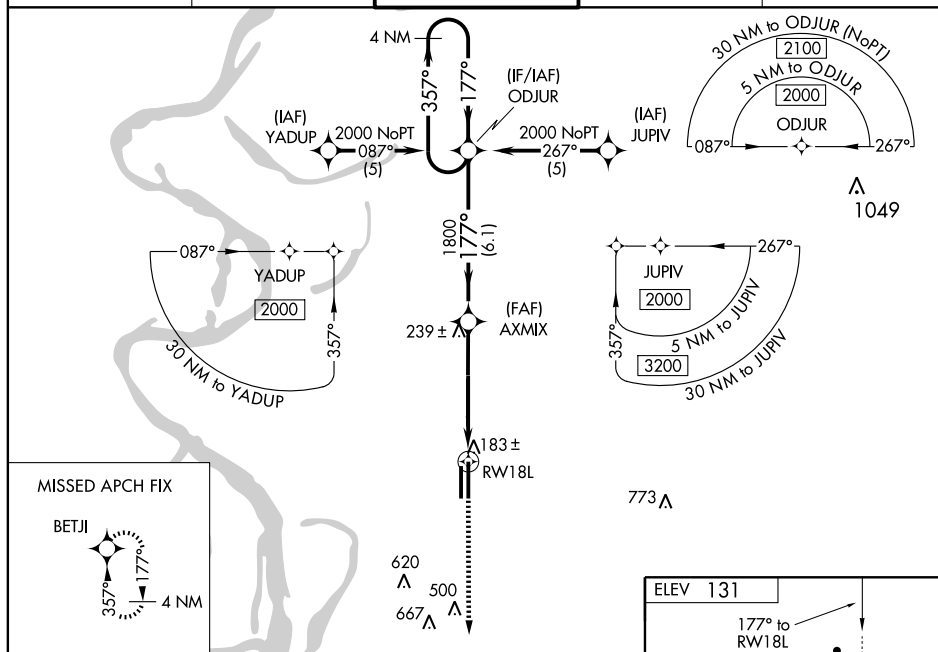 4 NM
357°
177°
(IF/IAF)
ODJUR
(IAF)
YADUP
2000 NoPT
087°
(5)
2000 NoPT
267°
(5)
(IAF)
JUPIV
30 NM to ODJUR (NoPT)
2100
5 NM to ODJUR
2000
ODJUR
087°
267°
1049
1800
177°
(6.1)
087°
YADUP
2000
357°
30 NM to YADUP
267°
JUPIV
2000
357°
5 NM to JUPIV
3200
30 NM to JUPIV
(FAF)
AXMIX
239 ±
183 ±
RW18L
MISSED APCH FIX
BETJI
357°
177°
4 NM
773
620
500
667
ELEV 131
177° to
RW18L